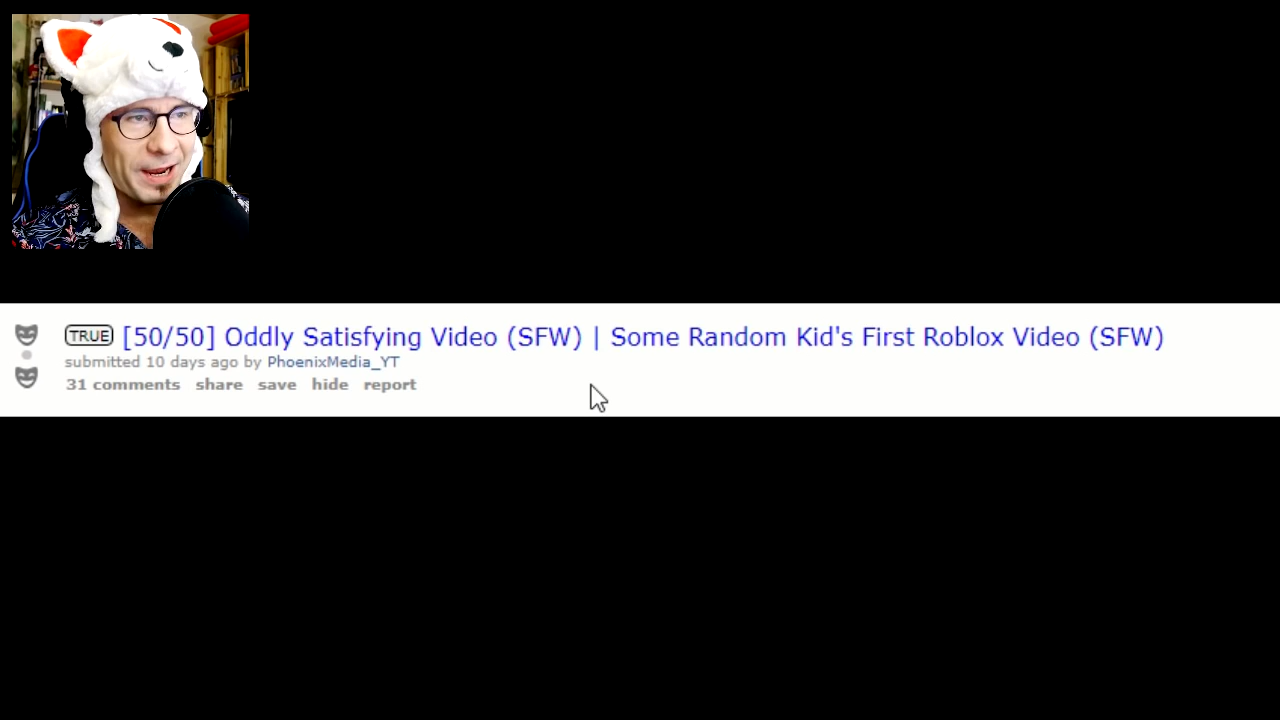 TRUE [50/50] Oddly Satisfying Video (SFW) | Some Random Kid's First Roblox Video (SFW)
submitted 10 days ago by PhoenixMedia_YT
31 comments share save hide report